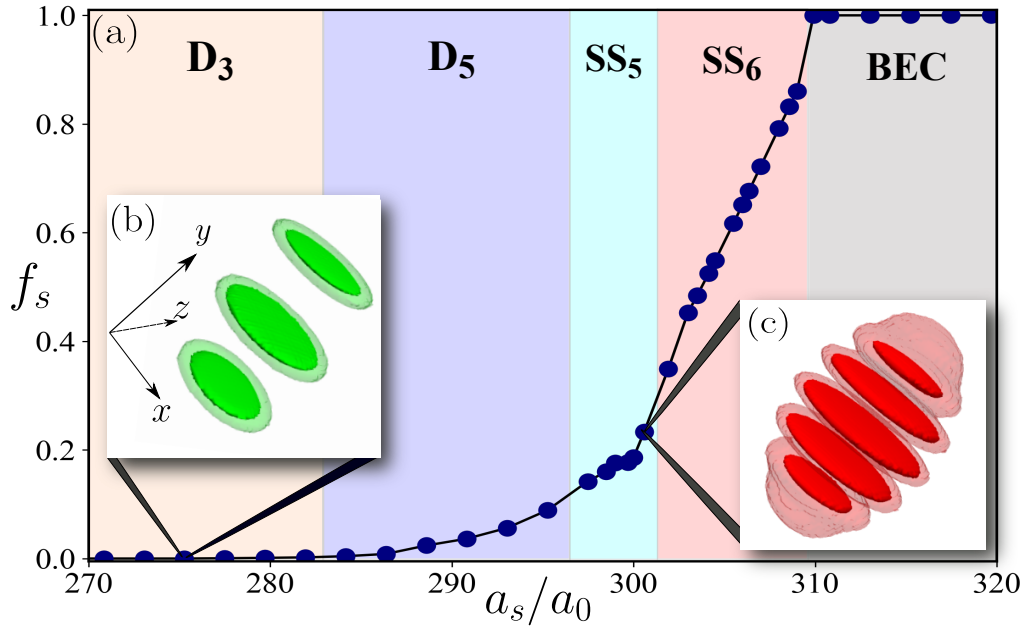 (a)
D₃ D₅ SS₅ SS₆ BEC
1.0
0.8
0.6
0.4
0.2
0.0
fₛ
(b)
y
z
x
(c)
270 280 290 300 310 320
aₛ/a₀